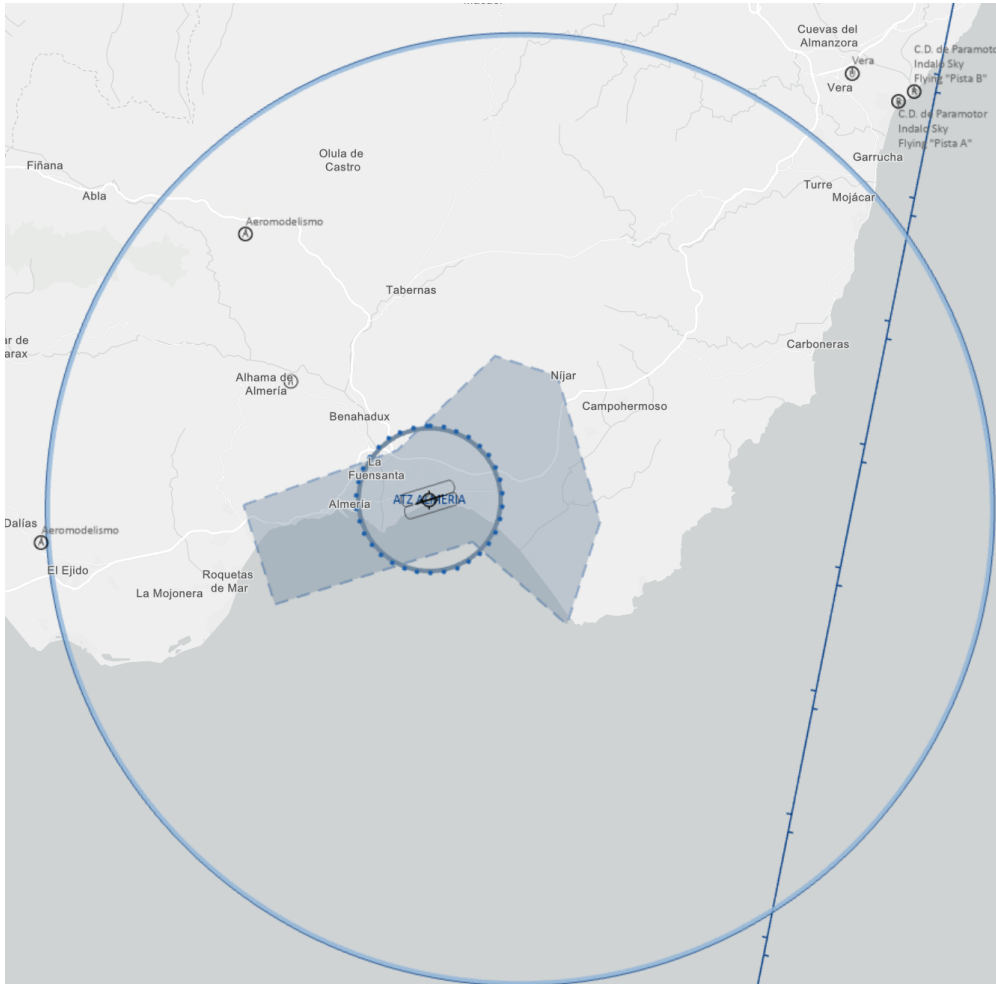 Cuevas del
Almanzora
Vera
Vera
C.D. de Paramoto
Indalo Sky
Flying "Pista B"
C.D. de Paramotor
Indalo Sky
Flying "Pista A"
Garrucha
Turre
Mojácar
Olula de
Castro
Fiñana
Abla
Aeromodelismo
Tabernas
ar de
arax
Carboneras
Alhama de
Almería
Níjar
Campohermoso
Benahadux
La
Fuensanta
Almería
ATZ ALMERIA
Dalías
Aeromodelismo
El Ejido
Roquetas
de Mar
La Mojonera